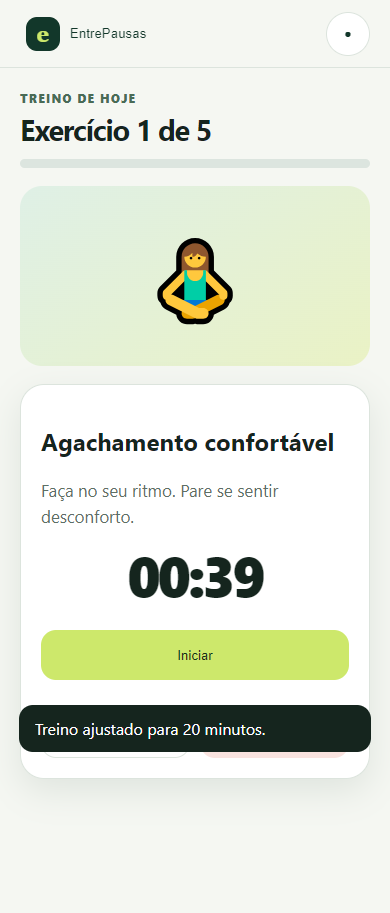 e
EntrePausas
TREINO DE HOJE
Exercício 1 de 5
Agachamento confortável
Faça no seu ritmo. Pare se sentir
desconforto.
00:39
Iniciar
Treino ajustado para 20 minutos.